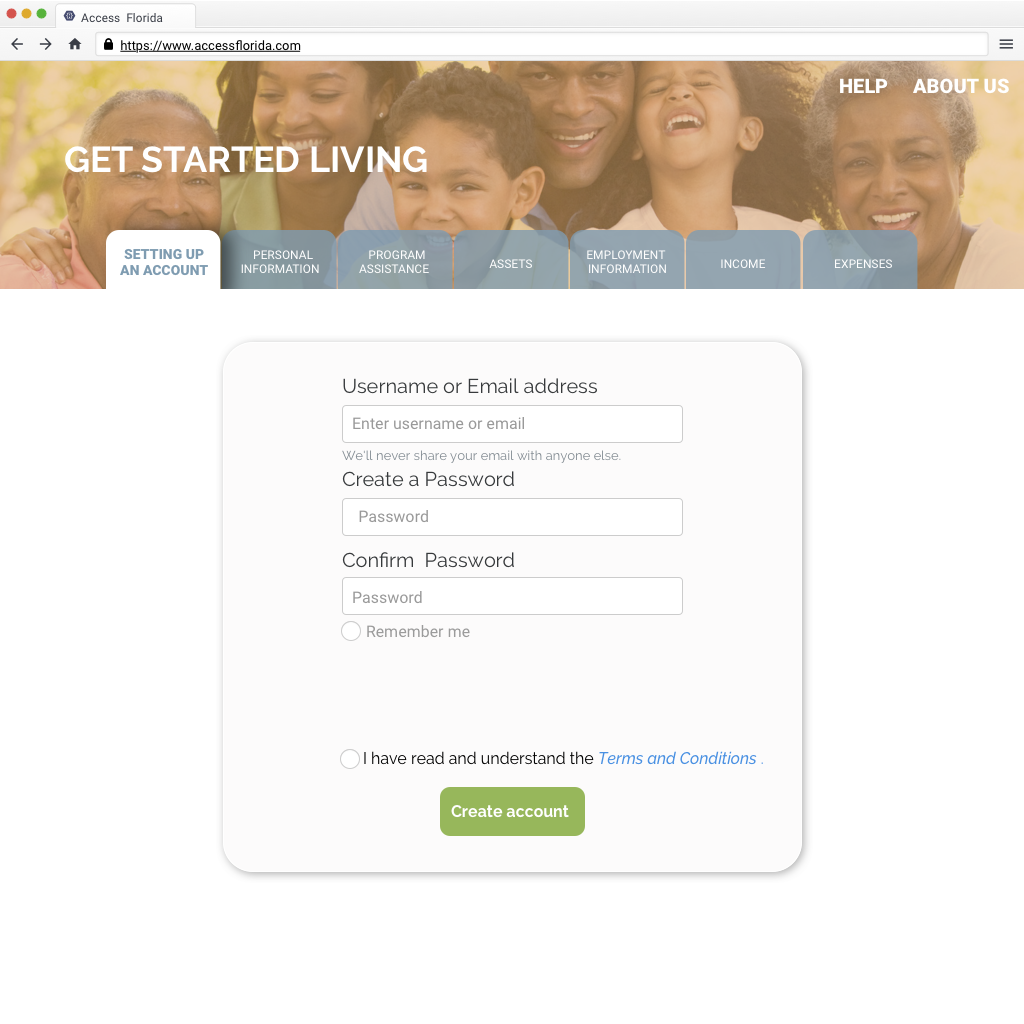 Access Florida
https://www.accessflorida.com
HELP ABOUT US
GET STARTED LIVING
SETTING UP
AN ACCOUNT
PERSONAL
INFORMATION
PROGRAM
ASSISTANCE
ASSETS
EMPLOYMENT
INFORMATION
INCOME
EXPENSES
Username or Email address
Enter username or email
We'll never share your email with anyone else.
Create a Password
Password
Confirm Password
Password
Remember me
I have read and understand the Terms and Conditions .
Create account